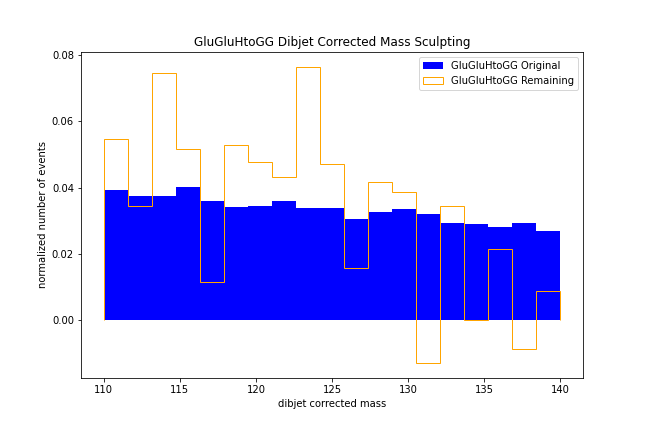 GluGluHtoGG Dibjet Corrected Mass Sculpting
GluGluHtoGG Original
GluGluHtoGG Remaining
normalized number of events
0.08
0.06
0.04
0.02
0.00
110 115 120 125 130 135 140
dibjet corrected mass